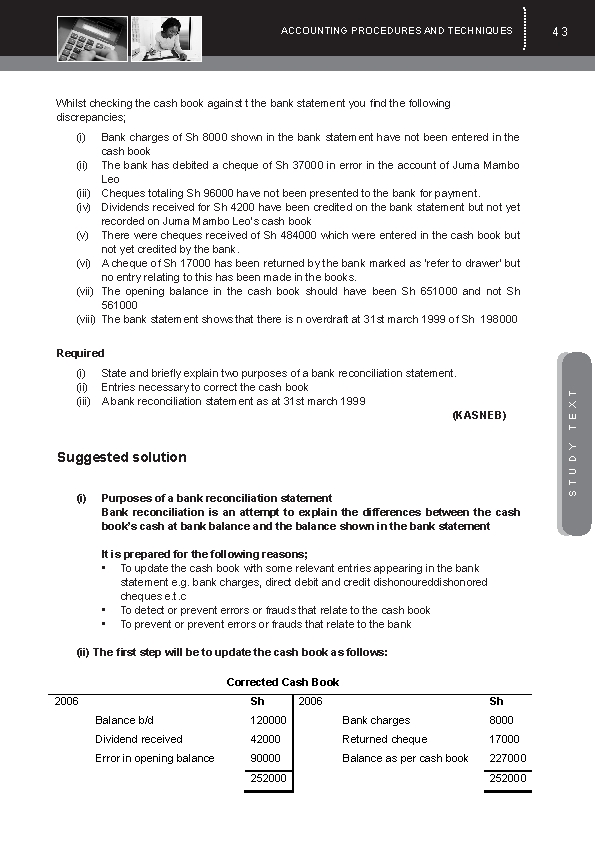 ACCOUNTING PROCEDURES AND TECHNIQUES 43
Whilst checking the cash book against t the bank statement you find the following
discrepancies;
(i) Bank charges of Sh 8000 shown in the bank statement have not been entered in the
cash book
(ii) The bank has debited a cheque of Sh 37000 in error in the account of Juma Mambo
Leo
(iii) Cheques totaling Sh 96000 have not been presented to the bank for payment.
(iv) Dividends received for Sh 4200 have been credited on the bank statement but not yet
recorded on Juma Mambo Leo's cash book
(v) There were cheques received of Sh 484000 which were entered in the cash book but
not yet credited by the bank.
(vi) A cheque of Sh 17000 has been returned by the bank marked as 'refer to drawer' but
no entry relating to this has been made in the books.
(vii) The opening balance in the cash book should have been Sh 651000 and not Sh
561000
(viii) The bank statement shows that there is n overdraft at 31st march 1999 of Sh 198000
Required
(i) State and briefly explain two purposes of a bank reconciliation statement.
(ii) Entries necessary to correct the cash book
(iii) A bank reconciliation statement as at 31st march 1999
(KASNEB)
STUDY TEXT
Suggested solution
(i) Purposes of a bank reconciliation statement
Bank reconciliation is an attempt to explain the differences between the cash
book's cash at bank balance and the balance shown in the bank statement
It is prepared for the following reasons;
• To update the cash book with some relevant entries appearing in the bank
statement e.g. bank charges, direct debit and credit dishonoureddishonored
cheques e.t.c
• To detect or prevent errors or frauds that relate to the cash book
• To prevent or prevent errors or frauds that relate to the bank
(ii) The first step will be to update the cash book as follows:
Corrected Cash Book
2006 Sh 2006 Sh
Balance b/d 120000 Bank charges 8000
Dividend received 42000 Returned cheque 17000
Error in opening balance 90000 Balance as per cash book 227000
252000 252000